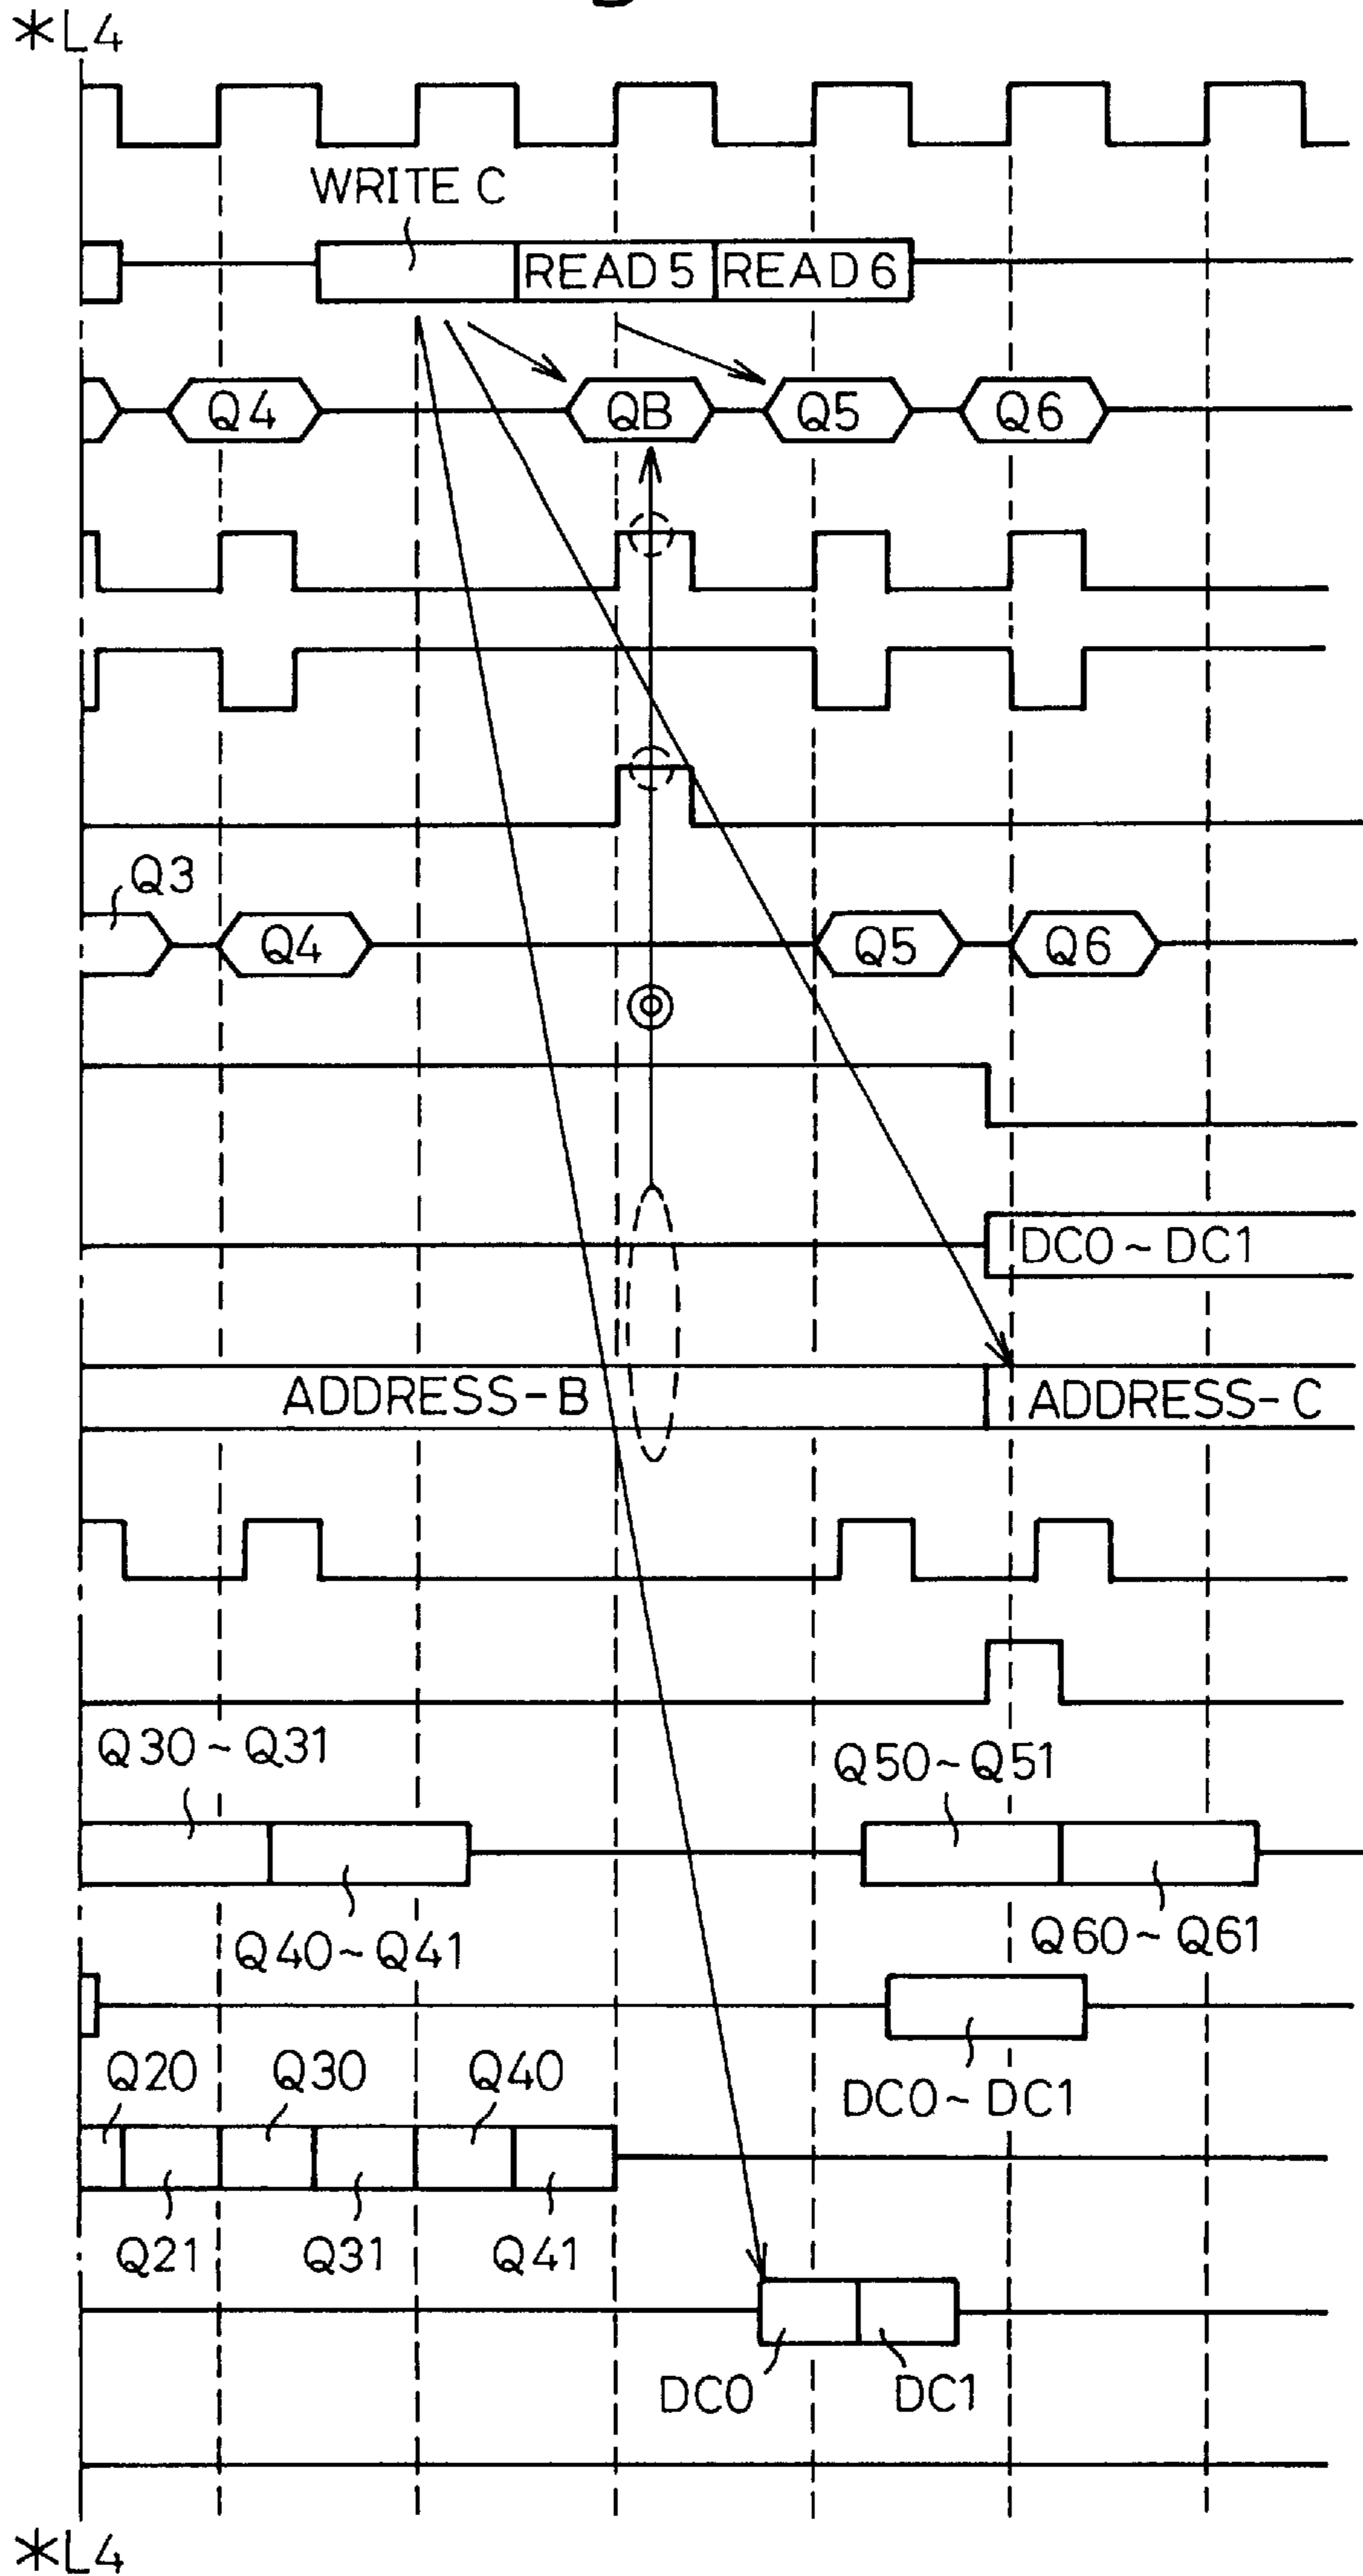 *L4
WRITE C
READ 5 READ 6
Q4 QB Q5 Q6
Q3
Q4 Q5 Q6
DC0 ~ DC1
ADDRESS-B ADDRESS-C
Q30 ~ Q31
Q50 ~ Q51
Q40 ~ Q41
Q60 ~ Q61
Q20 Q30 Q40
DC0 ~ DC1
Q21 Q31 Q41
DC0 DC1
*L4